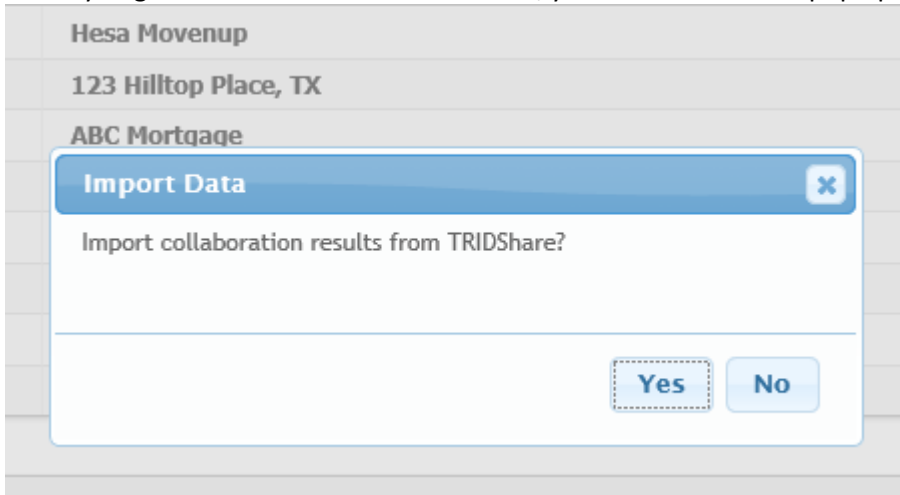 Hesa Movenup
123 Hilltop Place, TX
ABC Mortgage
Import Data
Import collaboration results from TRIDShare?
Yes No